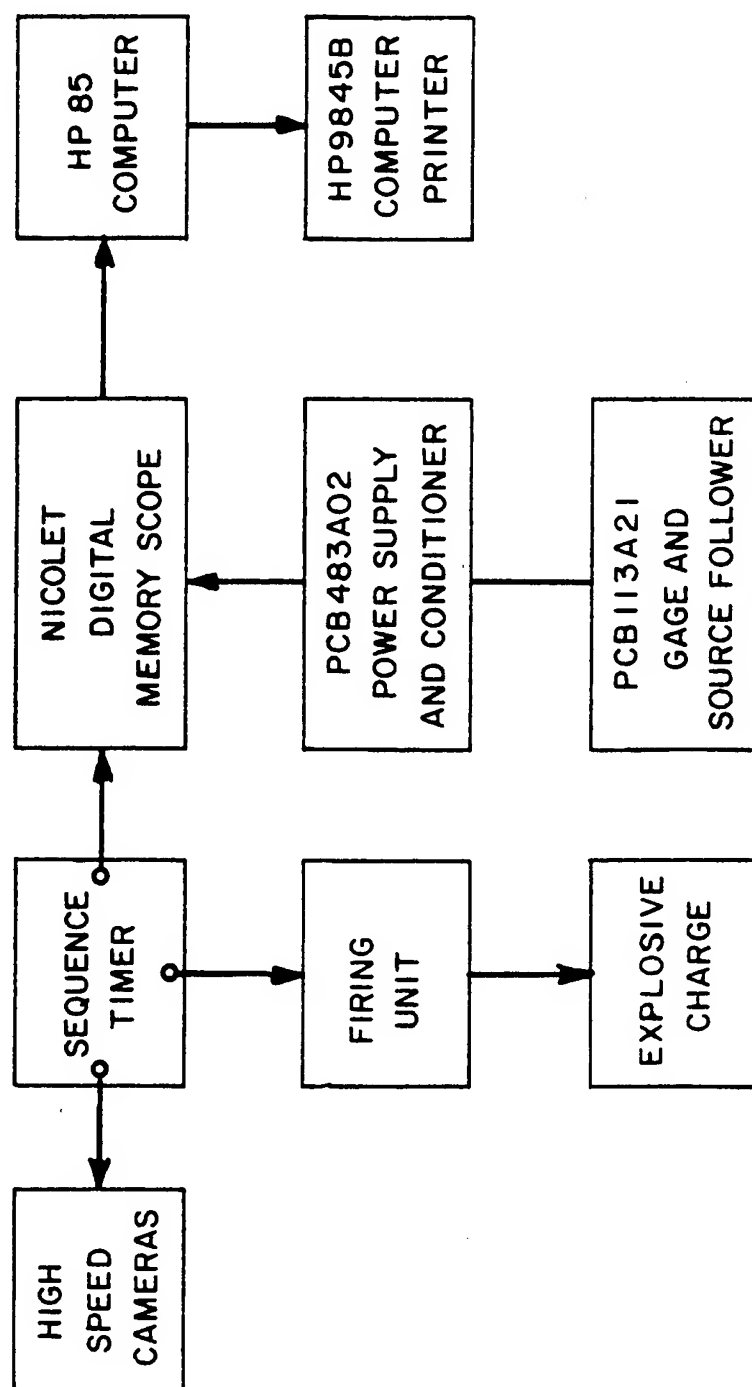 HIGH
SPEED
CAMERAS
SEQUENCE
TIMER
NICOLET
DIGITAL
MEMORY SCOPE
HP 85
COMPUTER
FIRING
UNIT
PCB483A02
POWER SUPPLY
AND CONDITIONER
HP9845B
COMPUTER
PRINTER
EXPLOSIVE
CHARGE
PCB113A21
GAGE AND
SOURCE FOLLOWER